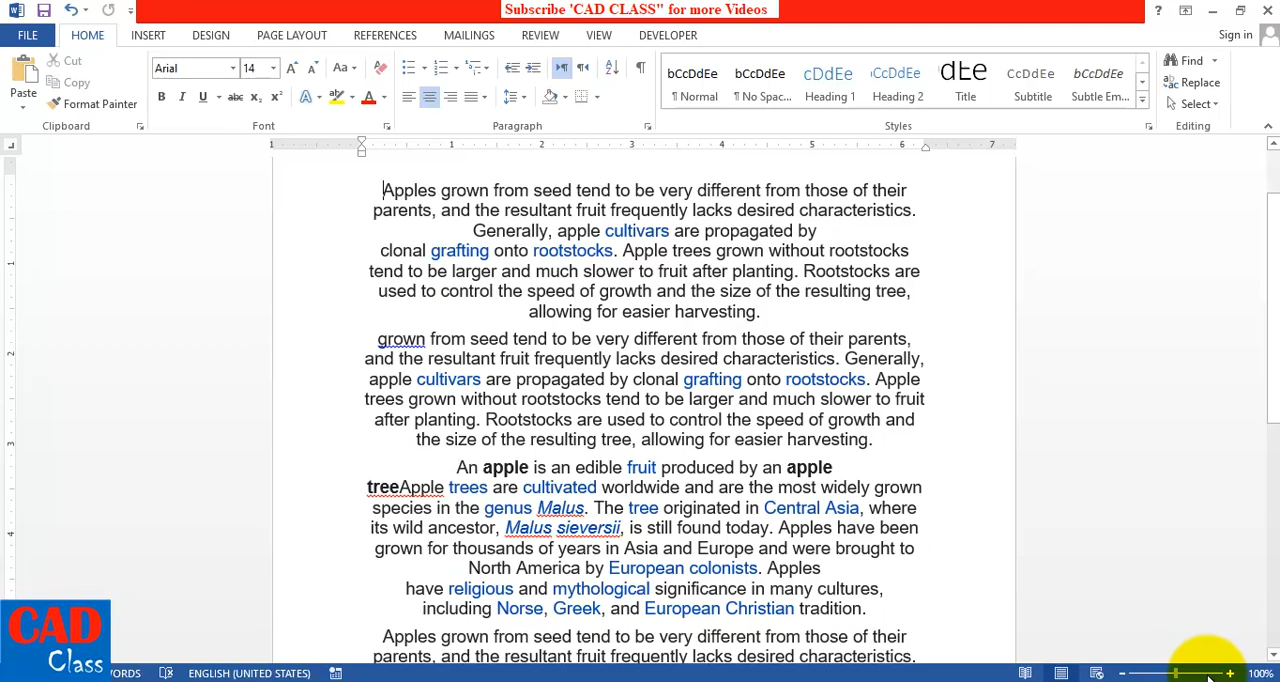 Subscribe 'CAD CLASS" for more Videos
FILE HOME INSERT DESIGN PAGE LAYOUT REFERENCES MAILINGS REVIEW VIEW DEVELOPER Sign in
Paste Cut Copy Format Painter
Arial 14
bCcDdEe bCcDdEe cDdEe cCcDdEe dEe CcDdEe bCcDdEe
¶ Normal ¶ No Spac... Heading 1 Heading 2 Title Subtitle Subtle Em...
Find Replace Select
Clipboard Font Paragraph Styles Editing
1 1 2 3 4 5 6 7
Apples grown from seed tend to be very different from those of their
parents, and the resultant fruit frequently lacks desired characteristics.
Generally, apple cultivars are propagated by
clonal grafting onto rootstocks. Apple trees grown without rootstocks
tend to be larger and much slower to fruit after planting. Rootstocks are
used to control the speed of growth and the size of the resulting tree,
allowing for easier harvesting.
grown from seed tend to be very different from those of their parents,
and the resultant fruit frequently lacks desired characteristics. Generally,
apple cultivars are propagated by clonal grafting onto rootstocks. Apple
trees grown without rootstocks tend to be larger and much slower to fruit
after planting. Rootstocks are used to control the speed of growth and
the size of the resulting tree, allowing for easier harvesting.
An apple is an edible fruit produced by an apple
treeApple trees are cultivated worldwide and are the most widely grown
species in the genus Malus. The tree originated in Central Asia, where
its wild ancestor, Malus sieversii, is still found today. Apples have been
grown for thousands of years in Asia and Europe and were brought to
North America by European colonists. Apples
have religious and mythological significance in many cultures,
including Norse, Greek, and European Christian tradition.
Apples grown from seed tend to be very different from those of their
parents, and the resultant fruit frequently lacks desired characteristics.
CAD
Class
WORDS ENGLISH (UNITED STATES) 100%